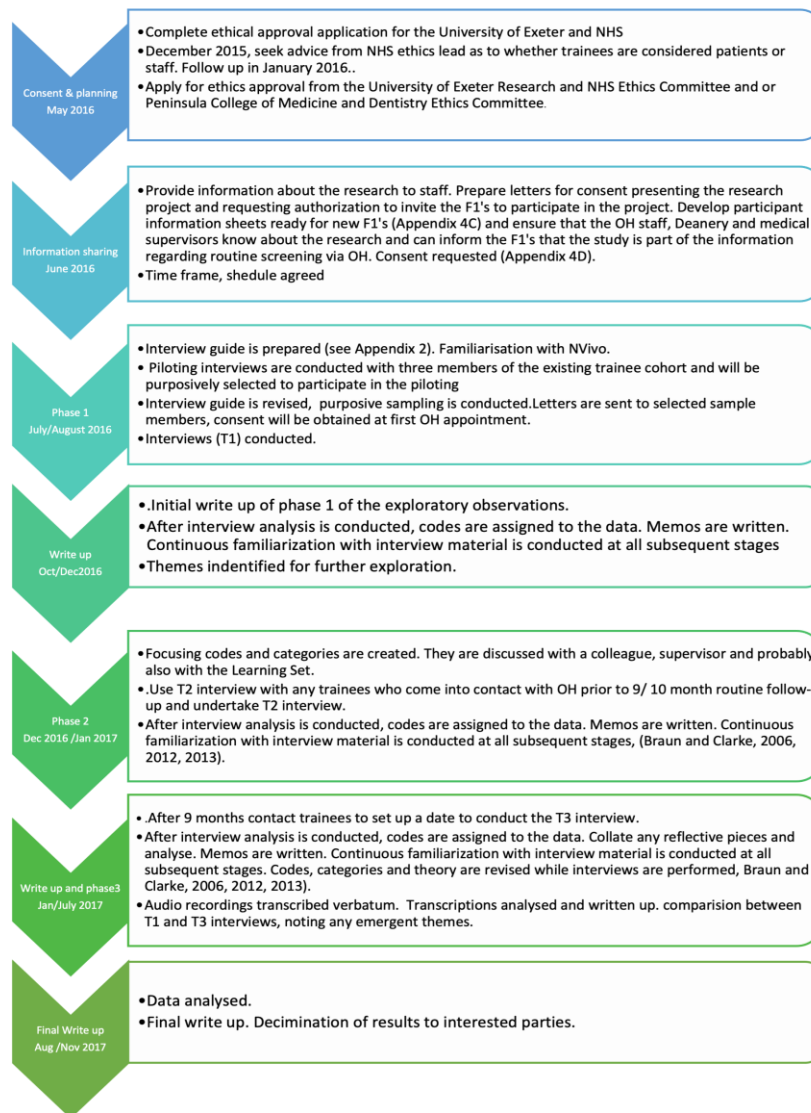 Consent & planning
May 2016
•Complete ethical approval application for the University of Exeter and NHS
•December 2015, seek advice from NHS ethics lead as to whether trainees are considered patients or
staff. Follow up in January 2016..
•Apply for ethics approval from the University of Exeter Research and NHS Ethics Committee and or
Peninsula College of Medicine and Dentistry Ethics Committee.
Information sharing
June 2016
•Provide information about the research to staff. Prepare letters for consent presenting the research
project and requesting authorization to invite the F1's to participate in the project. Develop participant
information sheets ready for new F1's (Appendix 4C) and ensure that the OH staff, Deanery and medical
supervisors know about the research and can inform the F1's that the study is part of the information
regarding routine screening via OH. Consent requested (Appendix 4D).
•Time frame, shedule agreed
Phase 1
July/August 2016
•Interview guide is prepared (see Appendix 2). Familiarisation with NVivo.
• Piloting interviews are conducted with three members of the existing trainee cohort and will be
purposively selected to participate in the piloting
•Interview guide is revised,  purposive sampling is conducted.Letters are sent to selected sample
members, consent will be obtained at first OH appointment.
•Interviews (T1) conducted.
Write up
Oct/Dec2016
•.Initial write up of phase 1 of the exploratory observations.
•After interview analysis is conducted, codes are assigned to the data. Memos are written.
Continuous familiarization with interview material is conducted at all subsequent stages
•Themes indentified for further exploration.
Phase 2
Dec 2016 /Jan 2017
•Focusing codes and categories are created. They are discussed with a colleague, supervisor and probably
also with the Learning Set.
•.Use T2 interview with any trainees who come into contact with OH prior to 9/ 10 month routine follow-
up and undertake T2 interview.
•After interview analysis is conducted, codes are assigned to the data. Memos are written. Continuous
familiarization with interview material is conducted at all subsequent stages, (Braun and Clarke, 2006,
2012, 2013).
Write up and phase3
Jan/July 2017
•.After 9 months contact trainees to set up a date to conduct the T3 interview.
•After interview analysis is conducted, codes are assigned to the data. Collate any reflective pieces and
analyse. Memos are written. Continuous familiarization with interview material is conducted at all
subsequent stages. Codes, categories and theory are revised while interviews are performed, Braun and
Clarke, 2006, 2012, 2013).
•Audio recordings transcribed verbatum.  Transcriptions analysed and written up. comparision between
T1 and T3 interviews, noting any emergent themes.
Final Write up
Aug /Nov 2017
•Data analysed.
•Final write up. Decimination of results to interested parties.